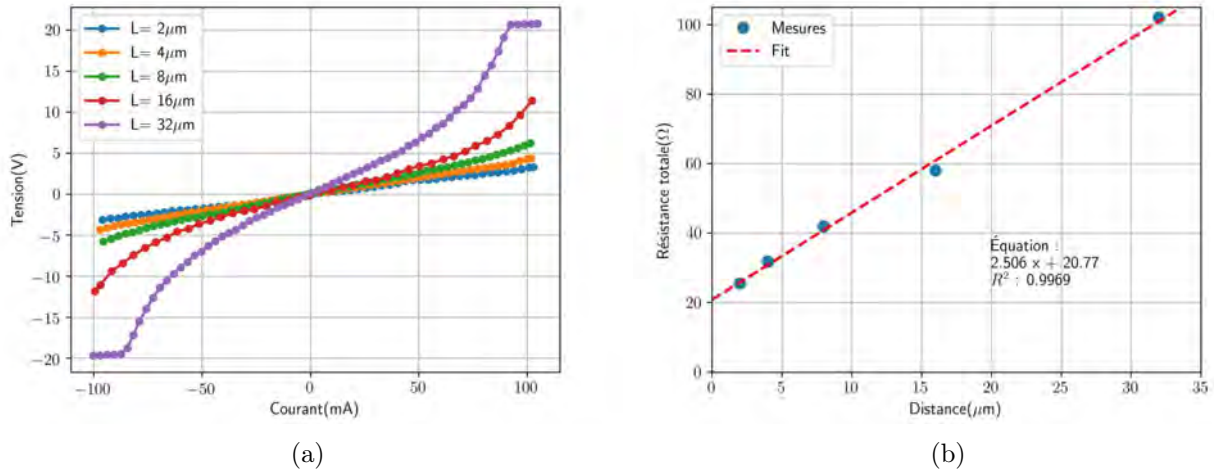 L= 2μm
L= 4μm
L= 8μm
L= 16μm
L= 32μm
20
15
10
5
0
−5
−10
−15
−20
Tension(V)
−100
−50
0
50
100
Courant(mA)
(a)
Mesures
Fit
100
80
60
40
20
0
Résistance totale(Ω)
Équation :
2.506 x + 20.77
R² : 0.9969
0
5
10
15
20
25
30
35
Distance(μm)
(b)